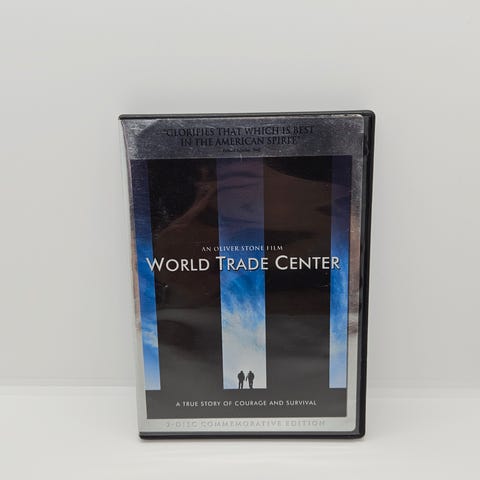 "GLORIFIES THAT WHICH IS BEST
IN THE AMERICAN SPIRIT"
AN OLIVER STONE FILM
WORLD TRADE CENTER
A TRUE STORY OF COURAGE AND SURVIVAL
2-DISC COMMEMORATIVE EDITION